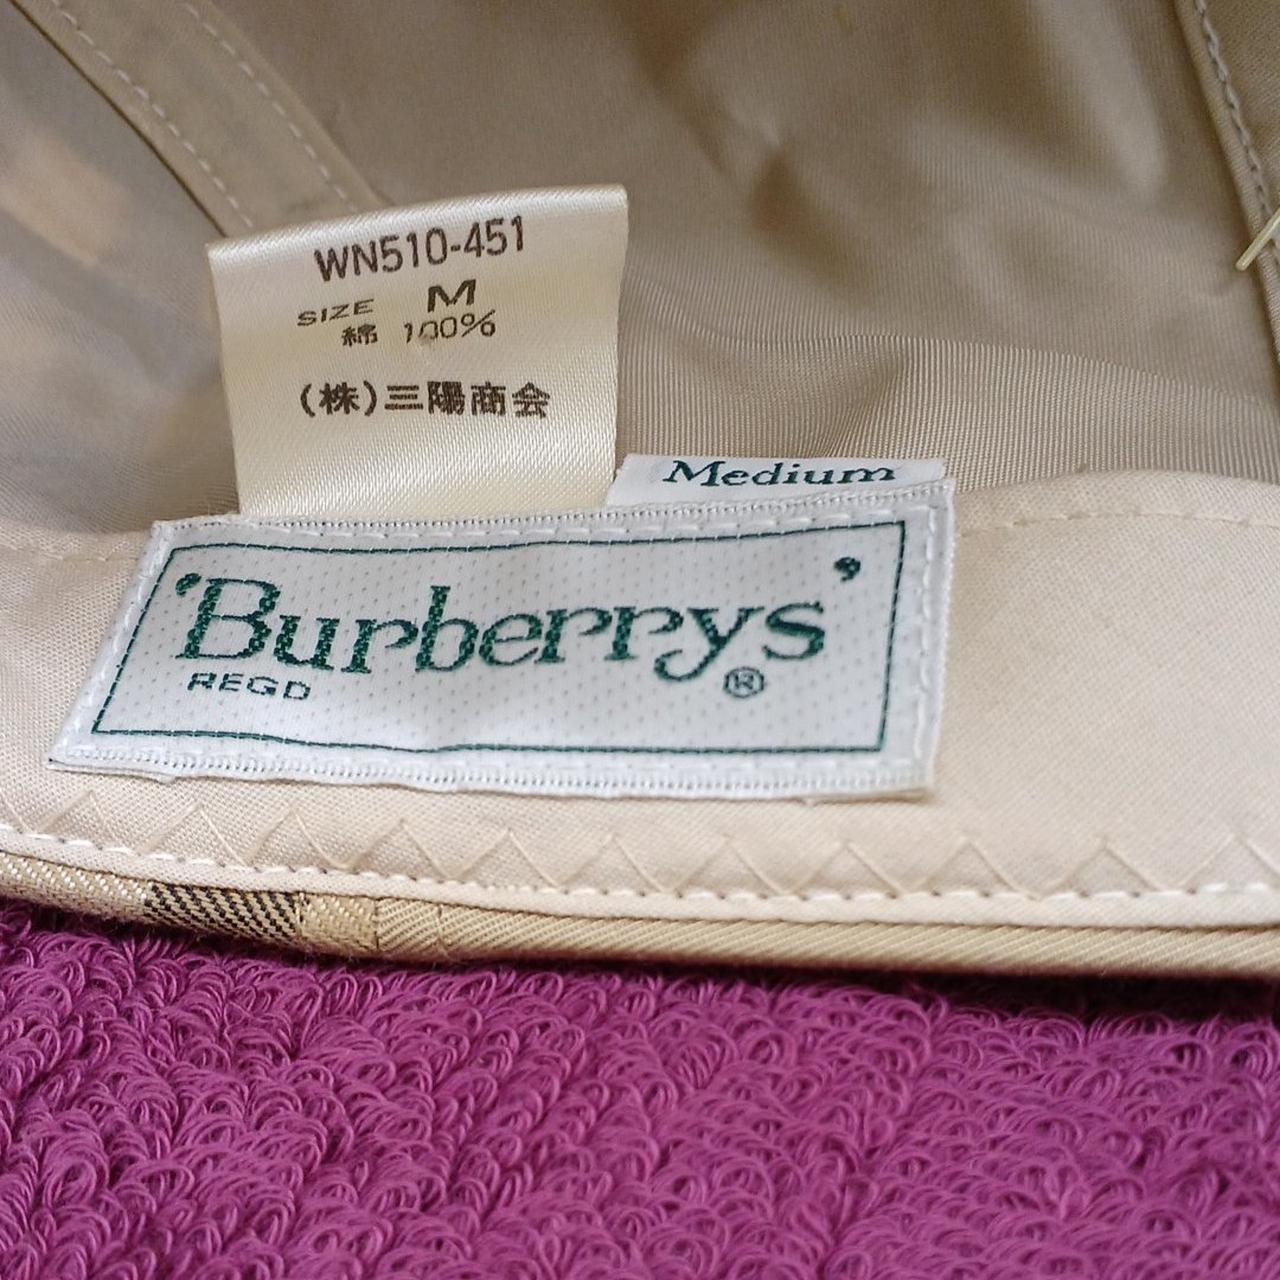 WN510-451
SIZE M
綿 100%
(株)三陽商会
Medium
'Burberrys'
REGD ®